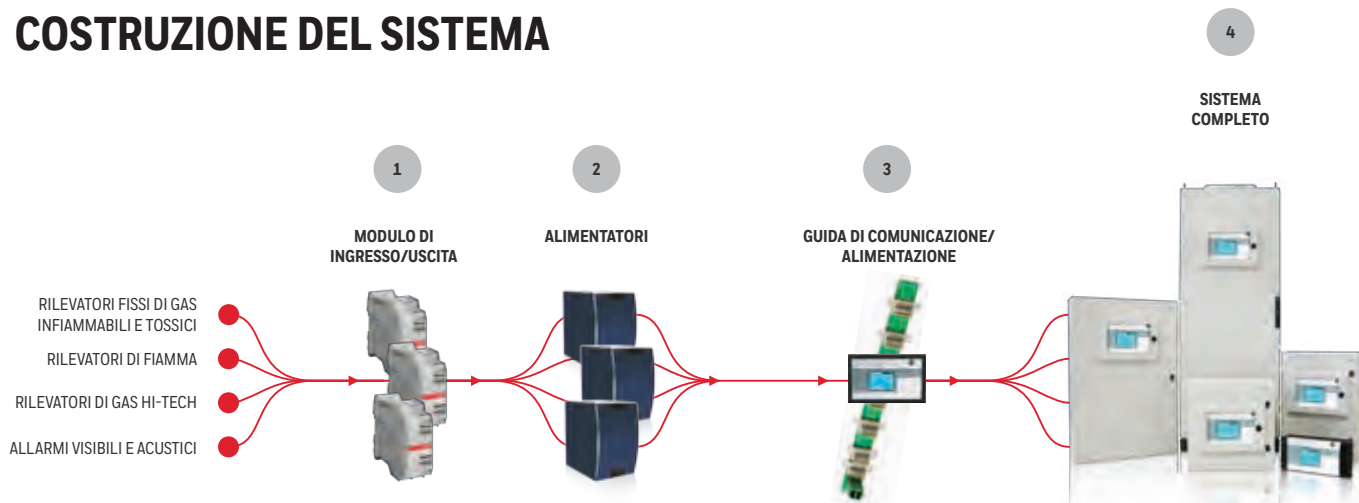 COSTRUZIONE DEL SISTEMA
4
SISTEMA
COMPLETO
1
2
3
MODULO DI
INGRESSO/USCITA
ALIMENTATORI
GUIDA DI COMUNICAZIONE/
ALIMENTAZIONE
RILEVATORI FISSI DI GAS
INFIAMMABILI E TOSSICI
RILEVATORI DI FIAMMA
RILEVATORI DI GAS HI-TECH
ALLARMI VISIBILI E ACUSTICI